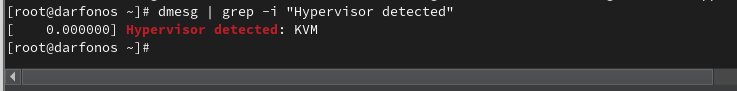 [root@darfonos ~]# dmesg | grep -i "Hypervisor detected"
[    0.000000] Hypervisor detected: KVM
[root@darfonos ~]#